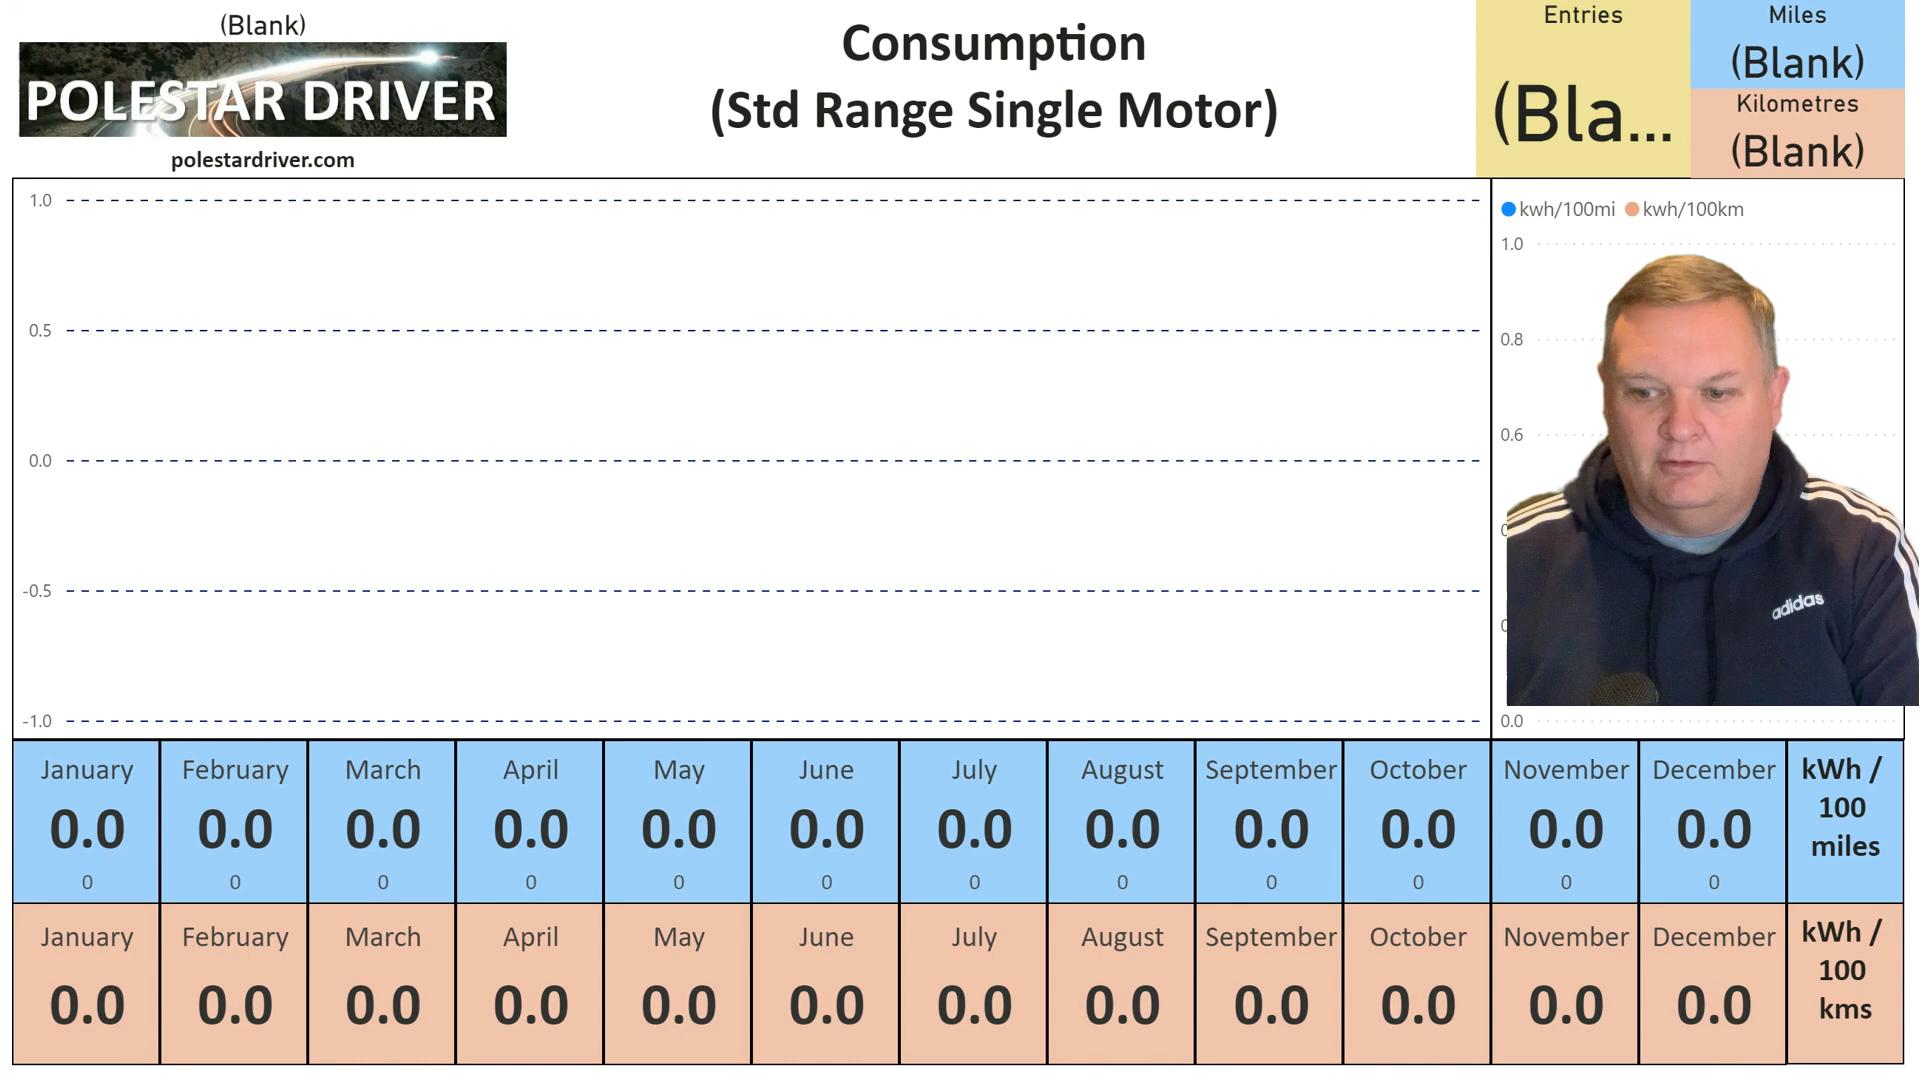 (Blank)
POLESTAR DRIVER
polestardriver.com
Consumption
(Std Range Single Motor)
Entries
(Bla...
Miles
(Blank)
Kilometres
(Blank)
1.0
0.5
0.0
-0.5
-1.0
kwh/100mi kwh/100km
1.0
0.8
0.6
0.0
adidas
January February March April May June July August September October November December kWh / 100 miles
0.0 0.0 0.0 0.0 0.0 0.0 0.0 0.0 0.0 0.0 0.0 0.0
0 0 0 0 0 0 0 0 0 0 0 0
January February March April May June July August September October November December kWh / 100 kms
0.0 0.0 0.0 0.0 0.0 0.0 0.0 0.0 0.0 0.0 0.0 0.0